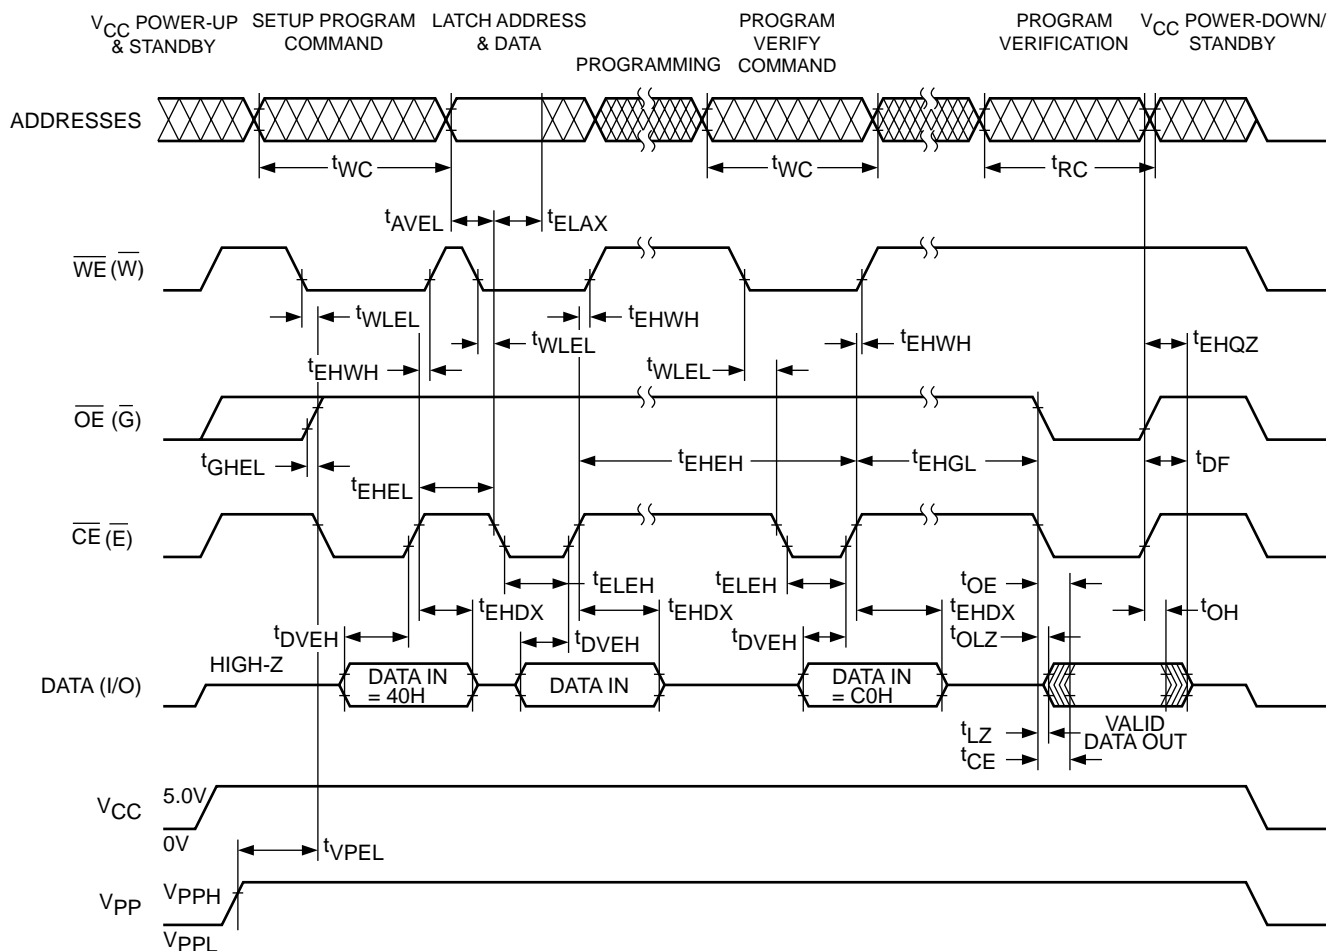 VCC POWER-UP
& STANDBY
SETUP PROGRAM
COMMAND
LATCH ADDRESS
& DATA
PROGRAMMING
PROGRAM
VERIFY
COMMAND
PROGRAM
VERIFICATION
VCC POWER-DOWN/
STANDBY
ADDRESSES
tWC
tWC
tRC
tAVEL
tELAX
WE (W)
tWLEL
tEHWH
tWLEL
tEHWH
tWLEL
tEHWH
tEHQZ
OE (G)
tGHEL
tEHEL
tEHEH
tEHGL
tDF
CE (E)
tELEH
tELEH
tOE
tDVEH
tEHDX
tDVEH
tEHDX
tDVEH
tEHDX
tOLZ
tOH
HIGH-Z
DATA (I/O)
DATA IN
= 40H
DATA IN
DATA IN
= C0H
tLZ
tCE
VALID
DATA OUT
VCC
5.0V
0V
tVPEL
VPP
VPPH
VPPL